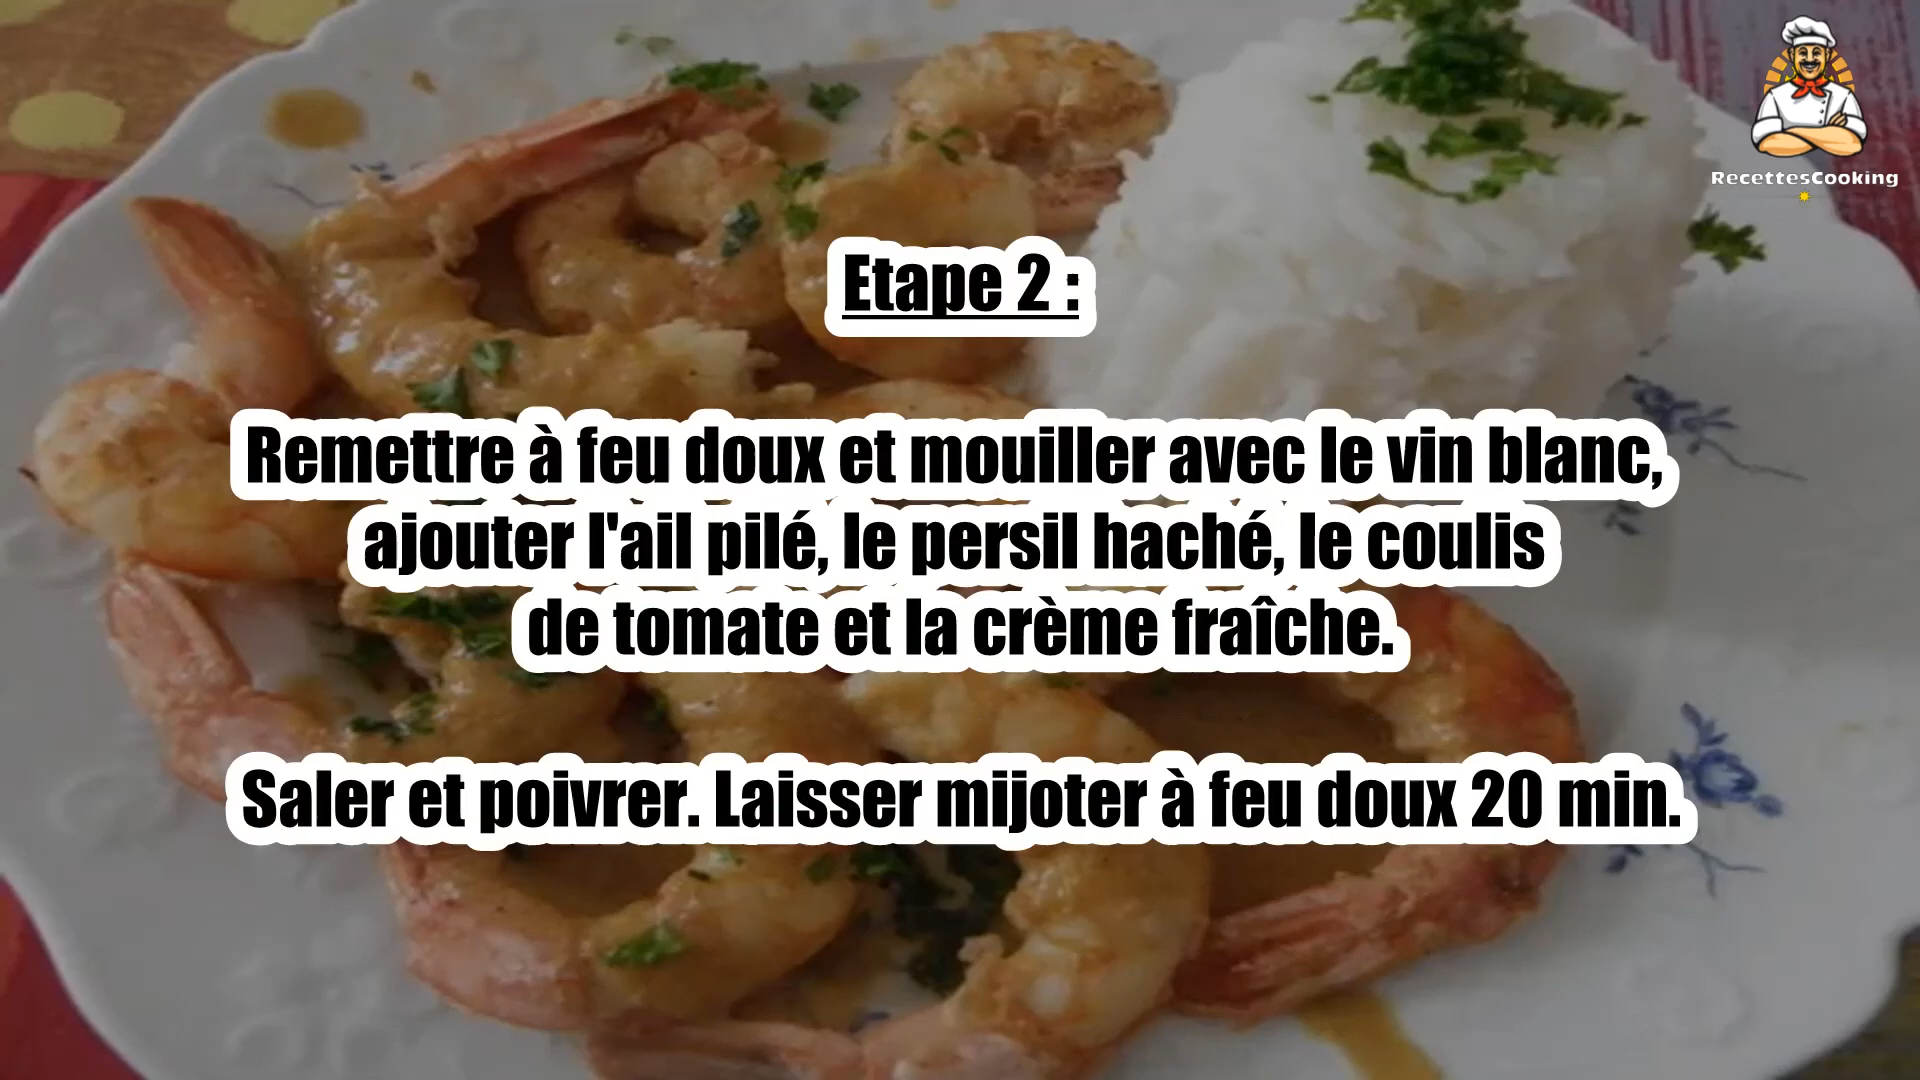 RecettesCooking
Etape 2 :
Remettre à feu doux et mouiller avec le vin blanc,
ajouter l'ail pilé, le persil haché, le coulis
de tomate et la crème fraîche.
Saler et poivrer. Laisser mijoter à feu doux 20 min.